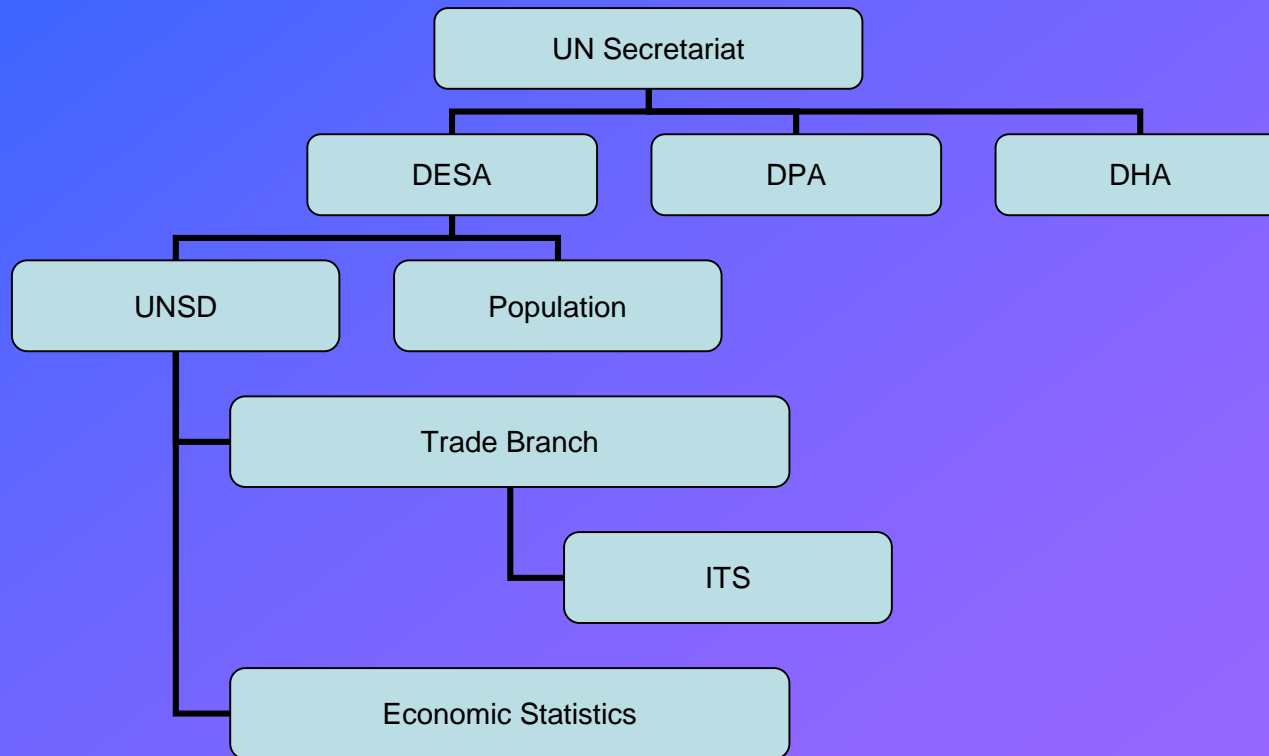 UN Secretariat
DESA
DPA
DHA
UNSD
Population
Trade Branch
ITS
Economic Statistics